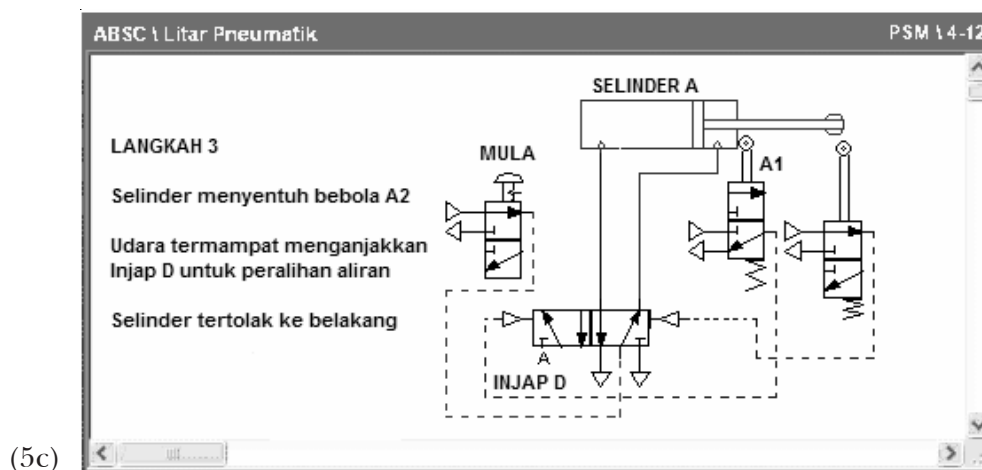 ABSC \ Litar Pneumatik
PSM \ 4-12
SELINDER A
LANGKAH 3
MULA
A1
Selinder menyentuh bebola A2
Udara termampat menganjakkan
Injap D untuk peralihan aliran
Selinder tertolak ke belakang
A
INJAP D
(5c)